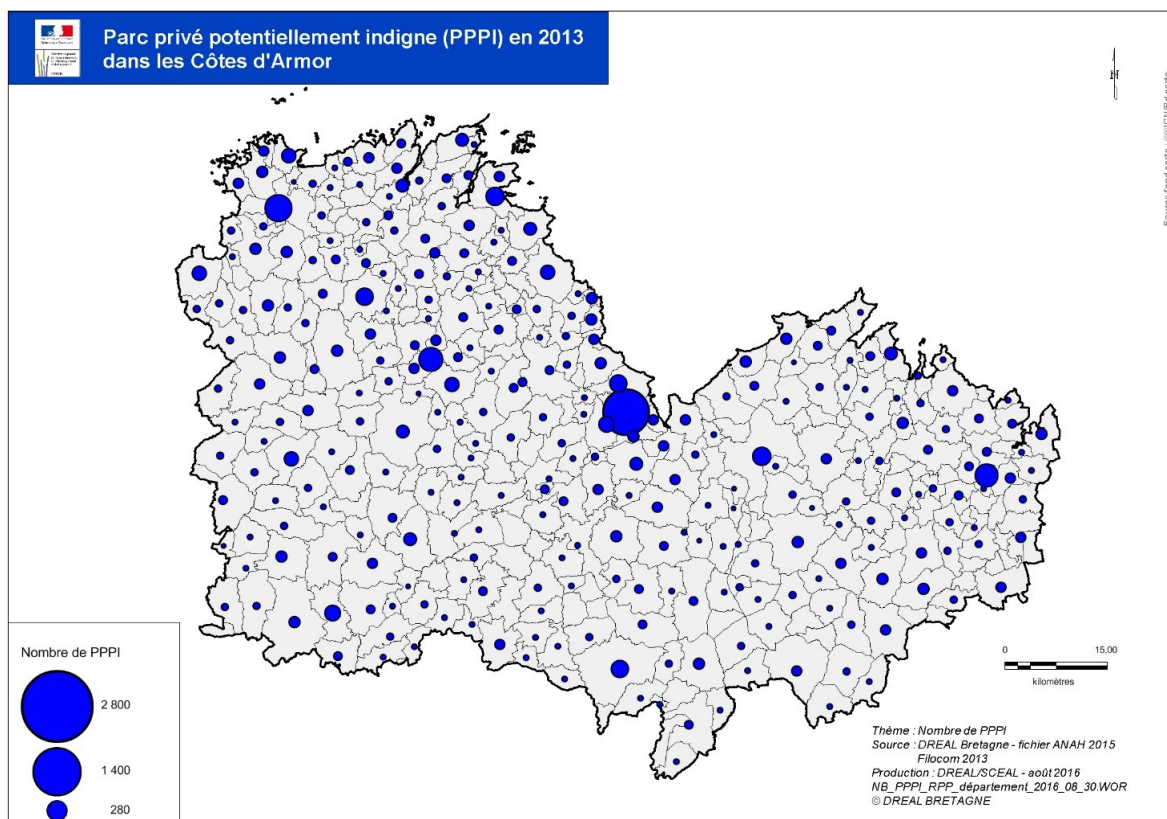 Parc privé potentiellement indigne (PPPI) en 2013
dans les Côtes d'Armor
N
Nombre de PPPI
2 800
1 400
280
0 15,00
kilomètres
Thème : Nombre de PPPI
Source : DREAL Bretagne - fichier ANAH 2015
Filocom 2013
Production : DREAL/SCEAL - août 2016
NB_PPPI_RPP_département_2016_08_30.WOR
© DREAL BRETAGNE